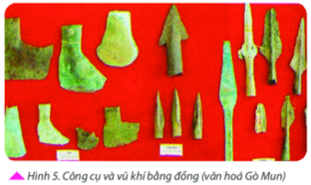 Hình 5. Công cụ và vũ khí bằng đồng (văn hoá Gò Mun)